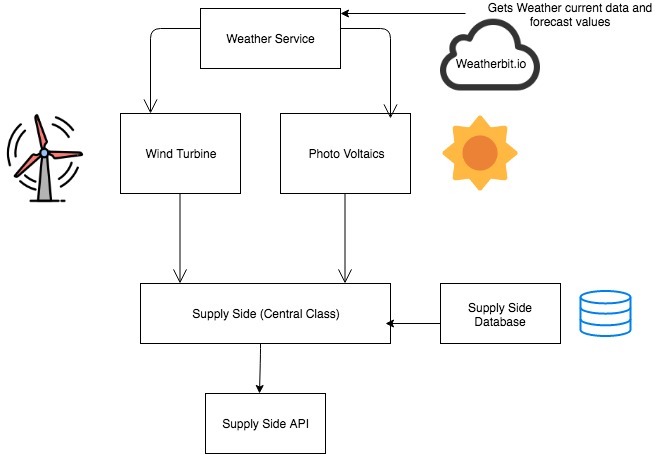 Gets Weather current data and
forecast values
Weather Service
Weatherbit.io
Wind Turbine
Photo Voltaics
Supply Side (Central Class)
Supply Side
Database
Supply Side API